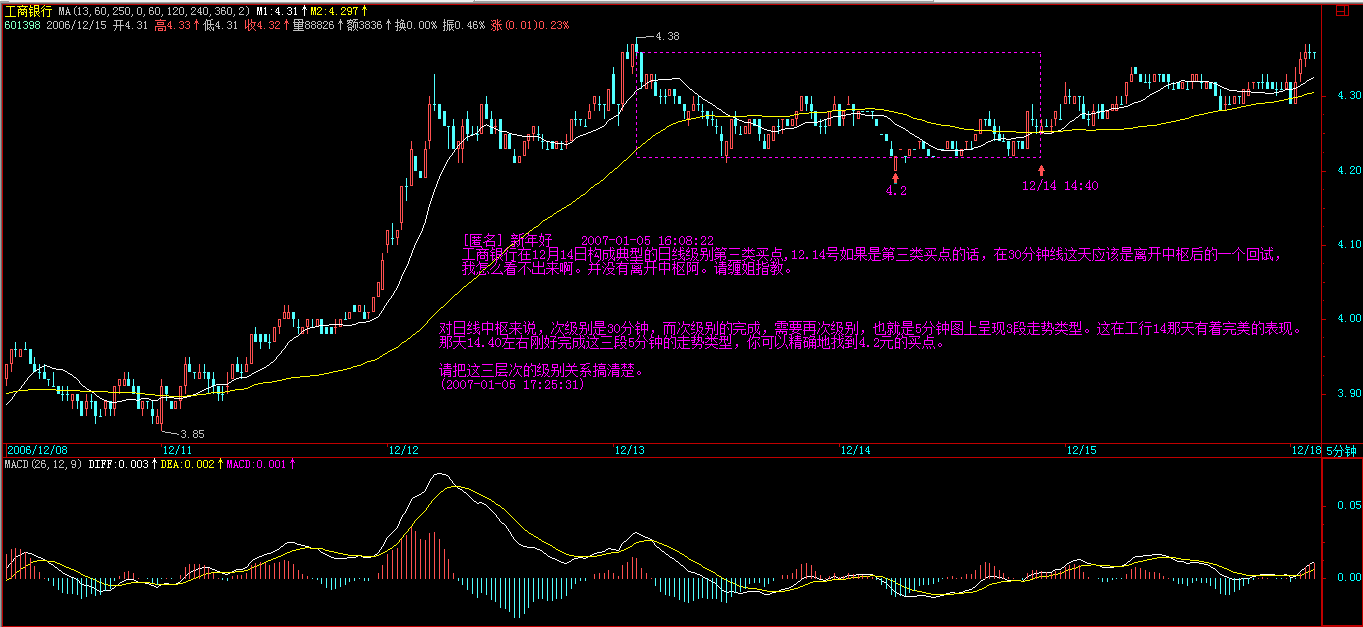 工商银行 MA(13,60,250,0,60,120,240,360,2) M1:4.31↑M2:4.297↑
601398 2006/12/15 开4.31 高4.33↑低4.31 收4.32↑量88826↑额3836↑换0.00% 振0.46% 涨(0.01)0.23%
4.38
4.30
4.20
4.2
12/14 14:40
[匿名] 新年好 2007-01-05 16:08:22
4.10
工商银行在12月14日构成典型的日线级别第三类买点,12.14号如果是第三类买点的话，在30分钟线这天应该是离开中枢后的一个回试，
我怎么看不出来啊。并没有离开中枢阿。请缠姐指教。
4.00
对日线中枢来说，次级别是30分钟，而次级别的完成，需要再次级别，也就是5分钟图上呈现3段走势类型。这在工行14那天有着完美的表现。
那天14.40左右刚好完成这三段5分钟的走势类型，你可以精确地找到4.2元的买点。
请把这三层次的级别关系搞清楚。
(2007-01-05 17:25:31)
3.90
3.85
2006/12/08 12/11 12/12 12/13 12/14 12/15 12/18 5分钟
MACD(26,12,9) DIFF:0.003↑DEA:0.002↑MACD:0.001↑
0.05
0.00